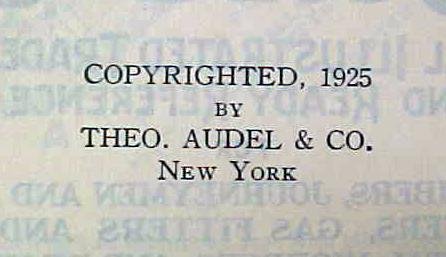 COPYRIGHTED, 1925
BY
THEO. AUDEL & CO.
NEW YORK